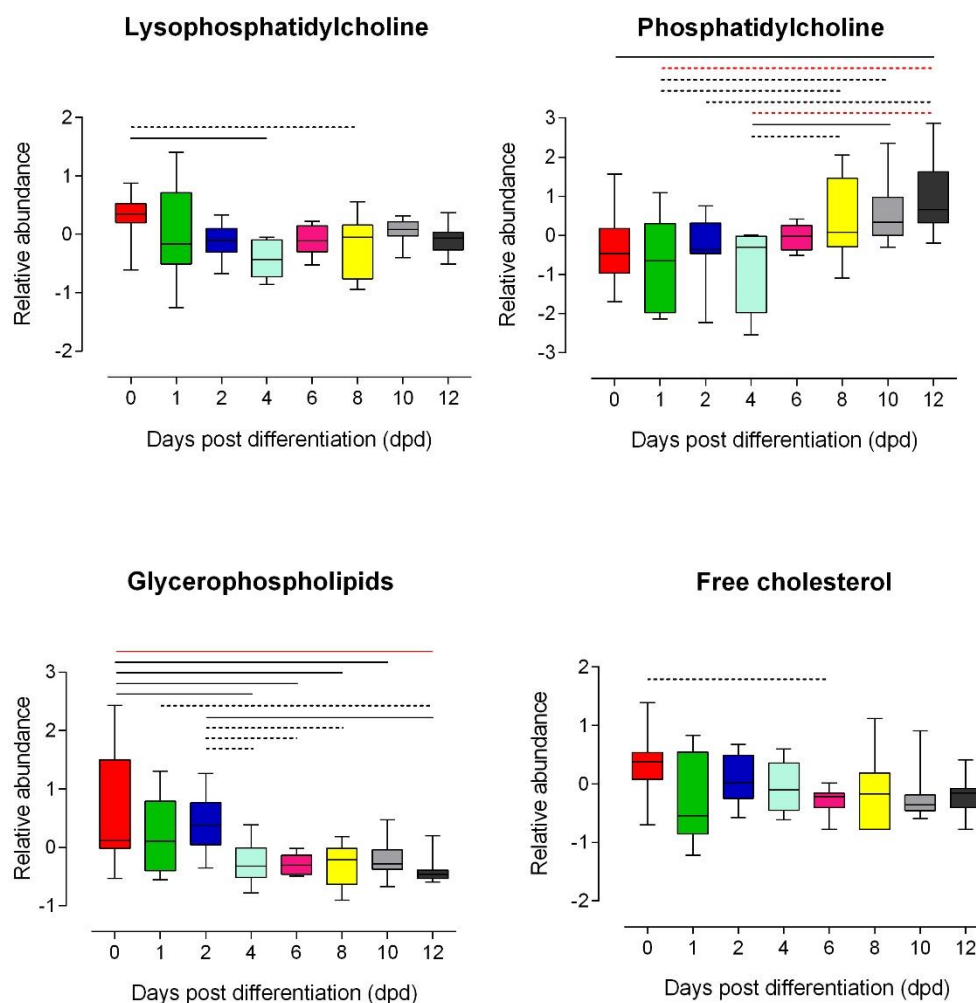 Lysophosphatidylcholine
Relative abundance
2
1
0
-1
-2
0 1 2 4 6 8 10 12
Days post differentiation (dpd)
Phosphatidylcholine
Relative abundance
3
2
1
0
-1
-2
-3
0 1 2 4 6 8 10 12
Days post differentiation (dpd)
Glycerophospholipids
Relative abundance
3
2
1
0
-1
0 1 2 4 6 8 10 12
Days post differentiation (dpd)
Free cholesterol
Relative abundance
2
1
0
-1
-2
0 1 2 4 6 8 10 12
Days post differentiation (dpd)